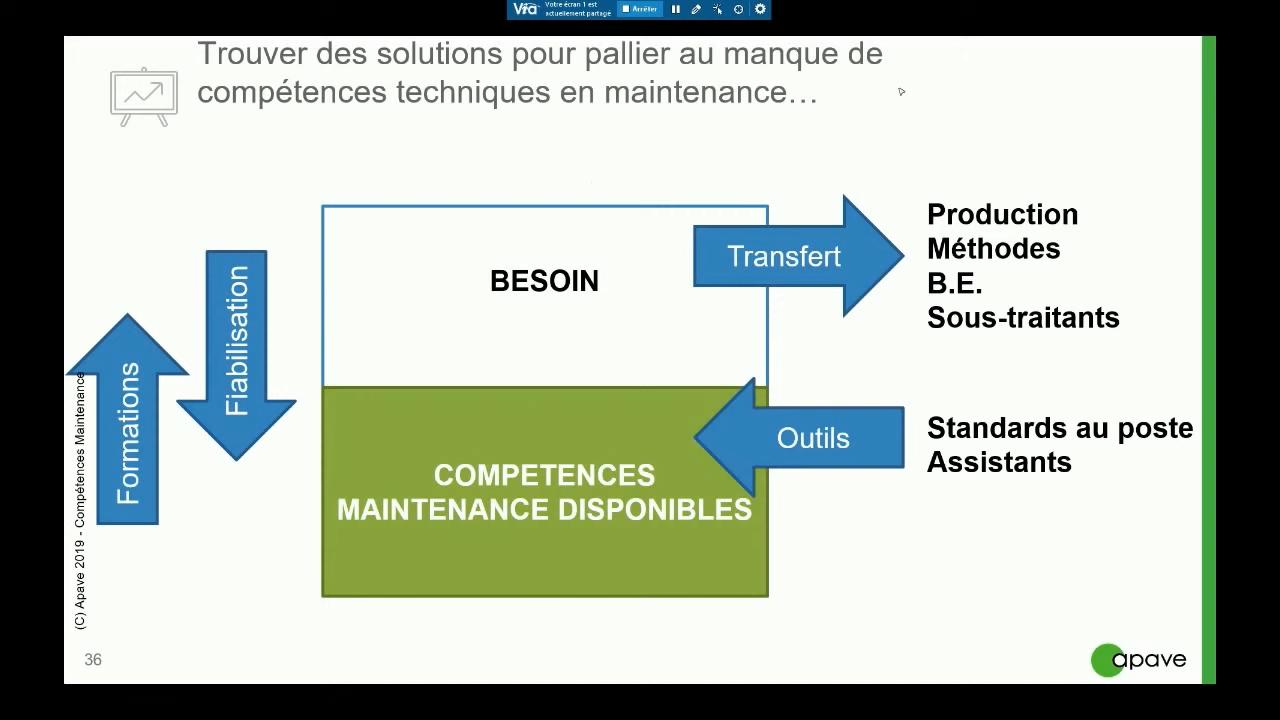 Votre écran 1 est
actuellement partagé
Arrêter
Trouver des solutions pour pallier au manque de
compétences techniques en maintenance…
BESOIN
Transfert
Production
Méthodes
B.E.
Sous-traitants
Fiabilisation
Formations
Outils
Standards au poste
Assistants
COMPETENCES
MAINTENANCE DISPONIBLES
(C) Apave 2019 - Compétences Maintenance
36
apave